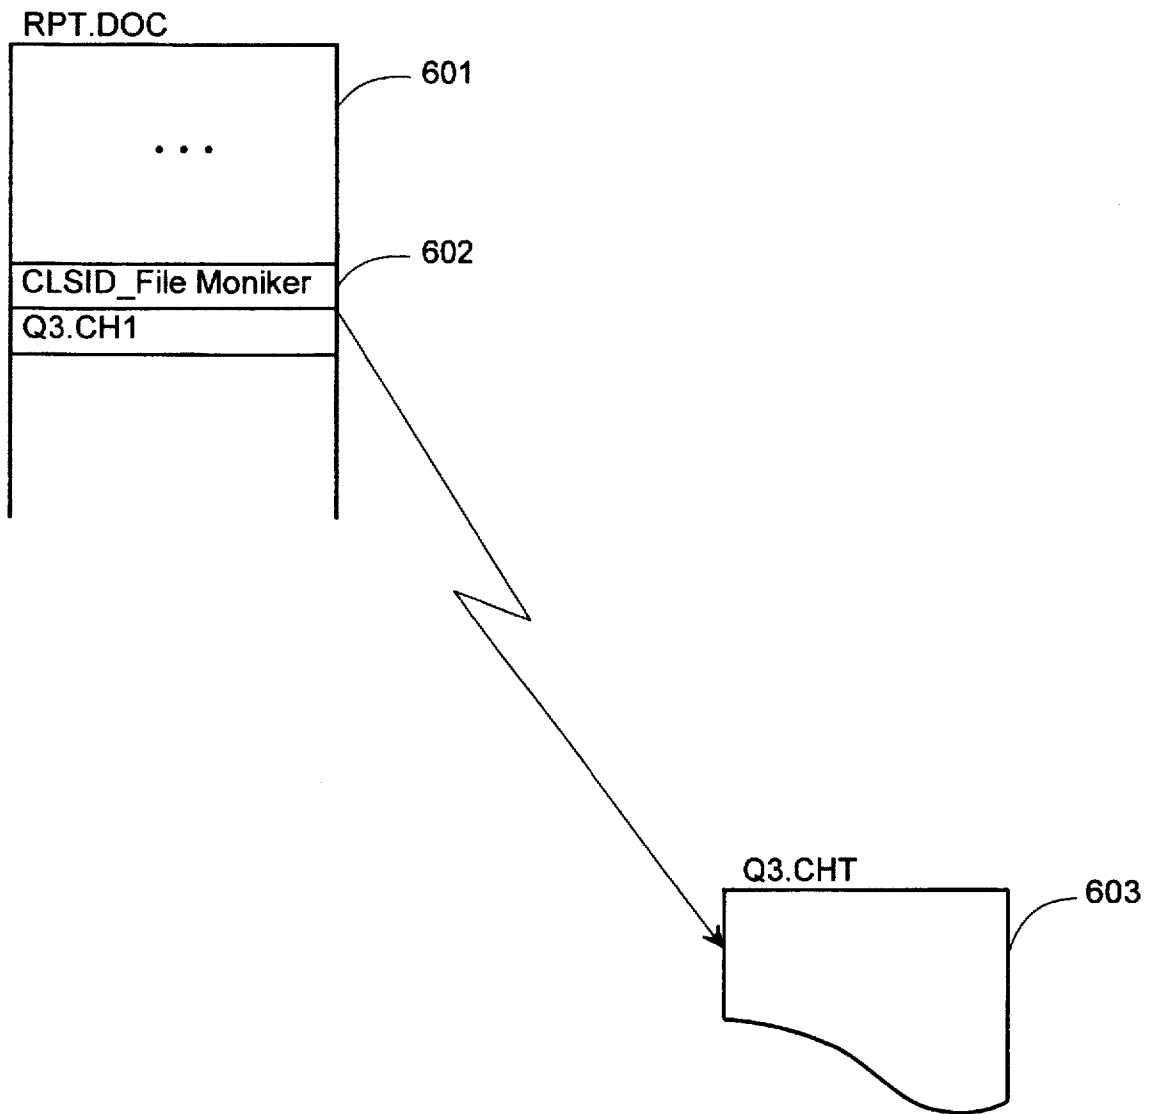 RPT.DOC
601
...
602
CLSID_File Moniker
Q3.CH1
Q3.CHT
603